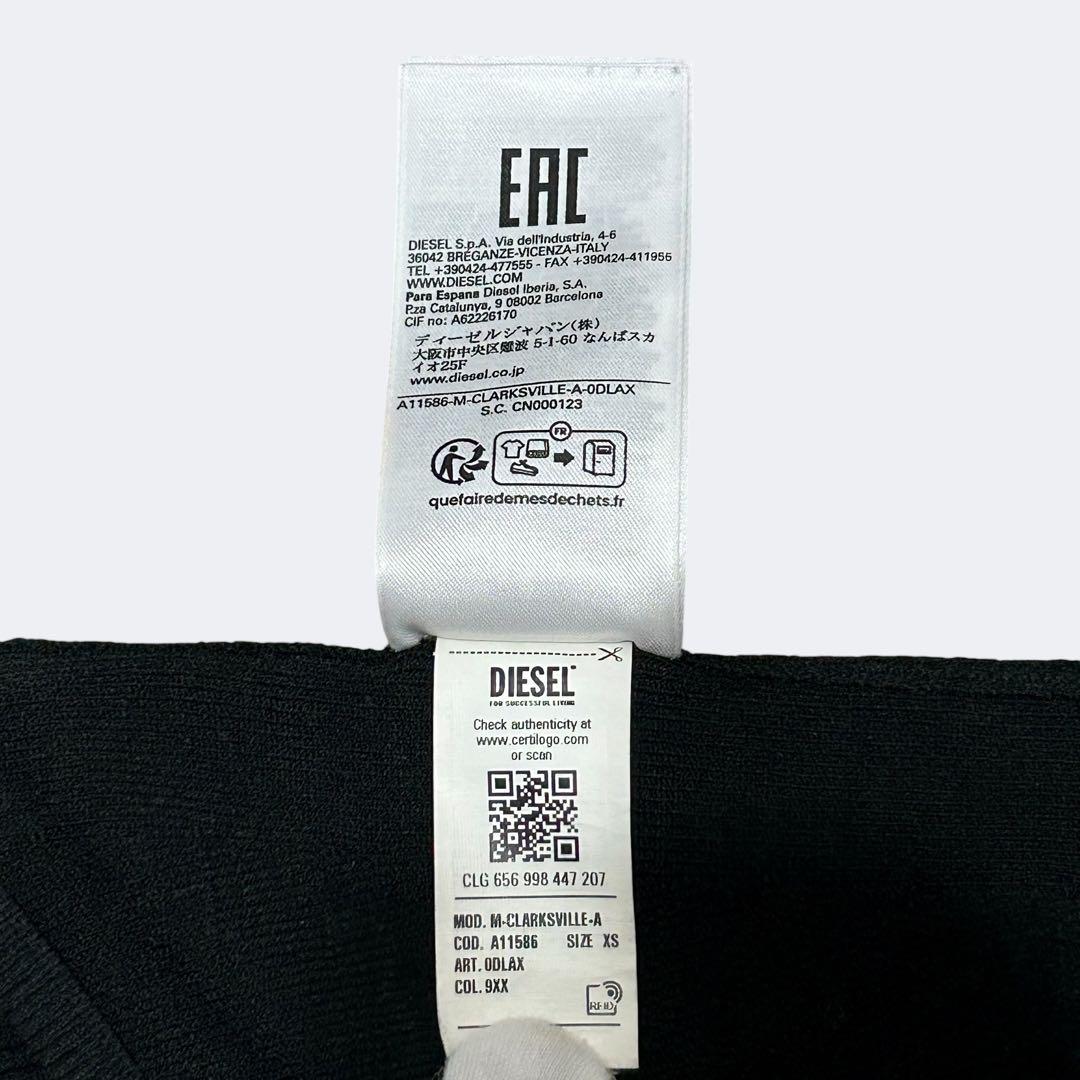 EAC
DIESEL S.p.A. Via dell'Industria, 4-6
36042 BREGANZE-VICENZA-ITALY
TEL +390424-477555 - FAX +390424-411955
WWW.DIESEL.COM
Para Espana Diesel Iberia, S.A.
P.za Catalunya, 9 08002 Barcelona
CIF no: A62226170
ディーゼルジャパン(株)
大阪市中央区難波 5-1-60 なんばスカ
イオ25F
www.diesel.co.jp
A11586-M-CLARKSVILLE-A-0DLAX
S.C. CN000123
FR
quefairedemesdechets.fr
DIESEL
FOR SUCCESSFUL LIVING
Check authenticity at
www.certilogo.com
or scan
CLG 656 998 447 207
MOD. M-CLARKSVILLE-A
COD. A11586 SIZE XS
ART. 0DLAX
COL. 9XX
RFID